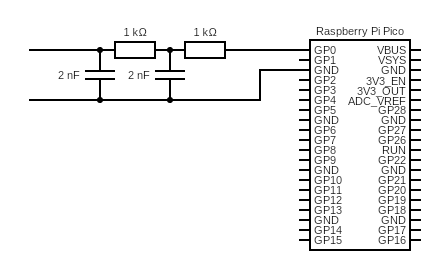 1 kΩ 1 kΩ Raspberry Pi Pico
2 nF 2 nF
GP0 VBUS
GP1 VSYS
GND GND
GP2 3V3_EN
GP3 3V3_OUT
GP4 ADC_VREF
GP5 GP28
GND GND
GP6 GP27
GP7 GP26
GP8 RUN
GP9 GP22
GND GND
GP10 GP21
GP11 GP20
GP12 GP19
GP13 GP18
GND GND
GP14 GP17
GP15 GP16